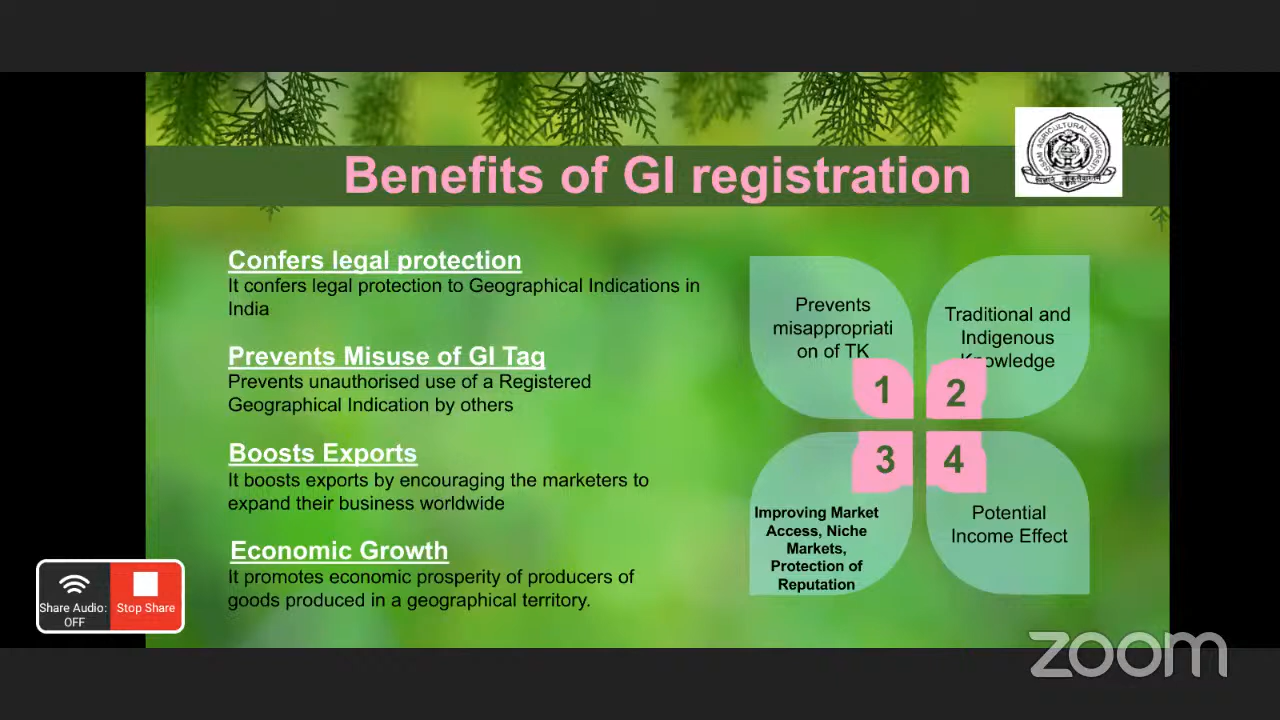 Benefits of GI registration
ASSAM AGRICULTURAL UNIVERSITY
Confers legal protection
It confers legal protection to Geographical Indications in
India
Prevents Misuse of GI Tag
Prevents unauthorised use of a Registered
Geographical Indication by others
Boosts Exports
It boosts exports by encouraging the marketers to
expand their business worldwide
Economic Growth
It promotes economic prosperity of producers of
goods produced in a geographical territory.
Prevents
misappropriati
on of TK
1
Traditional and
Indigenous
Knowledge
2
3
Improving Market
Access, Niche
Markets,
Protection of
Reputation
4
Potential
Income Effect
Share Audio:
OFF
Stop Share
zoom